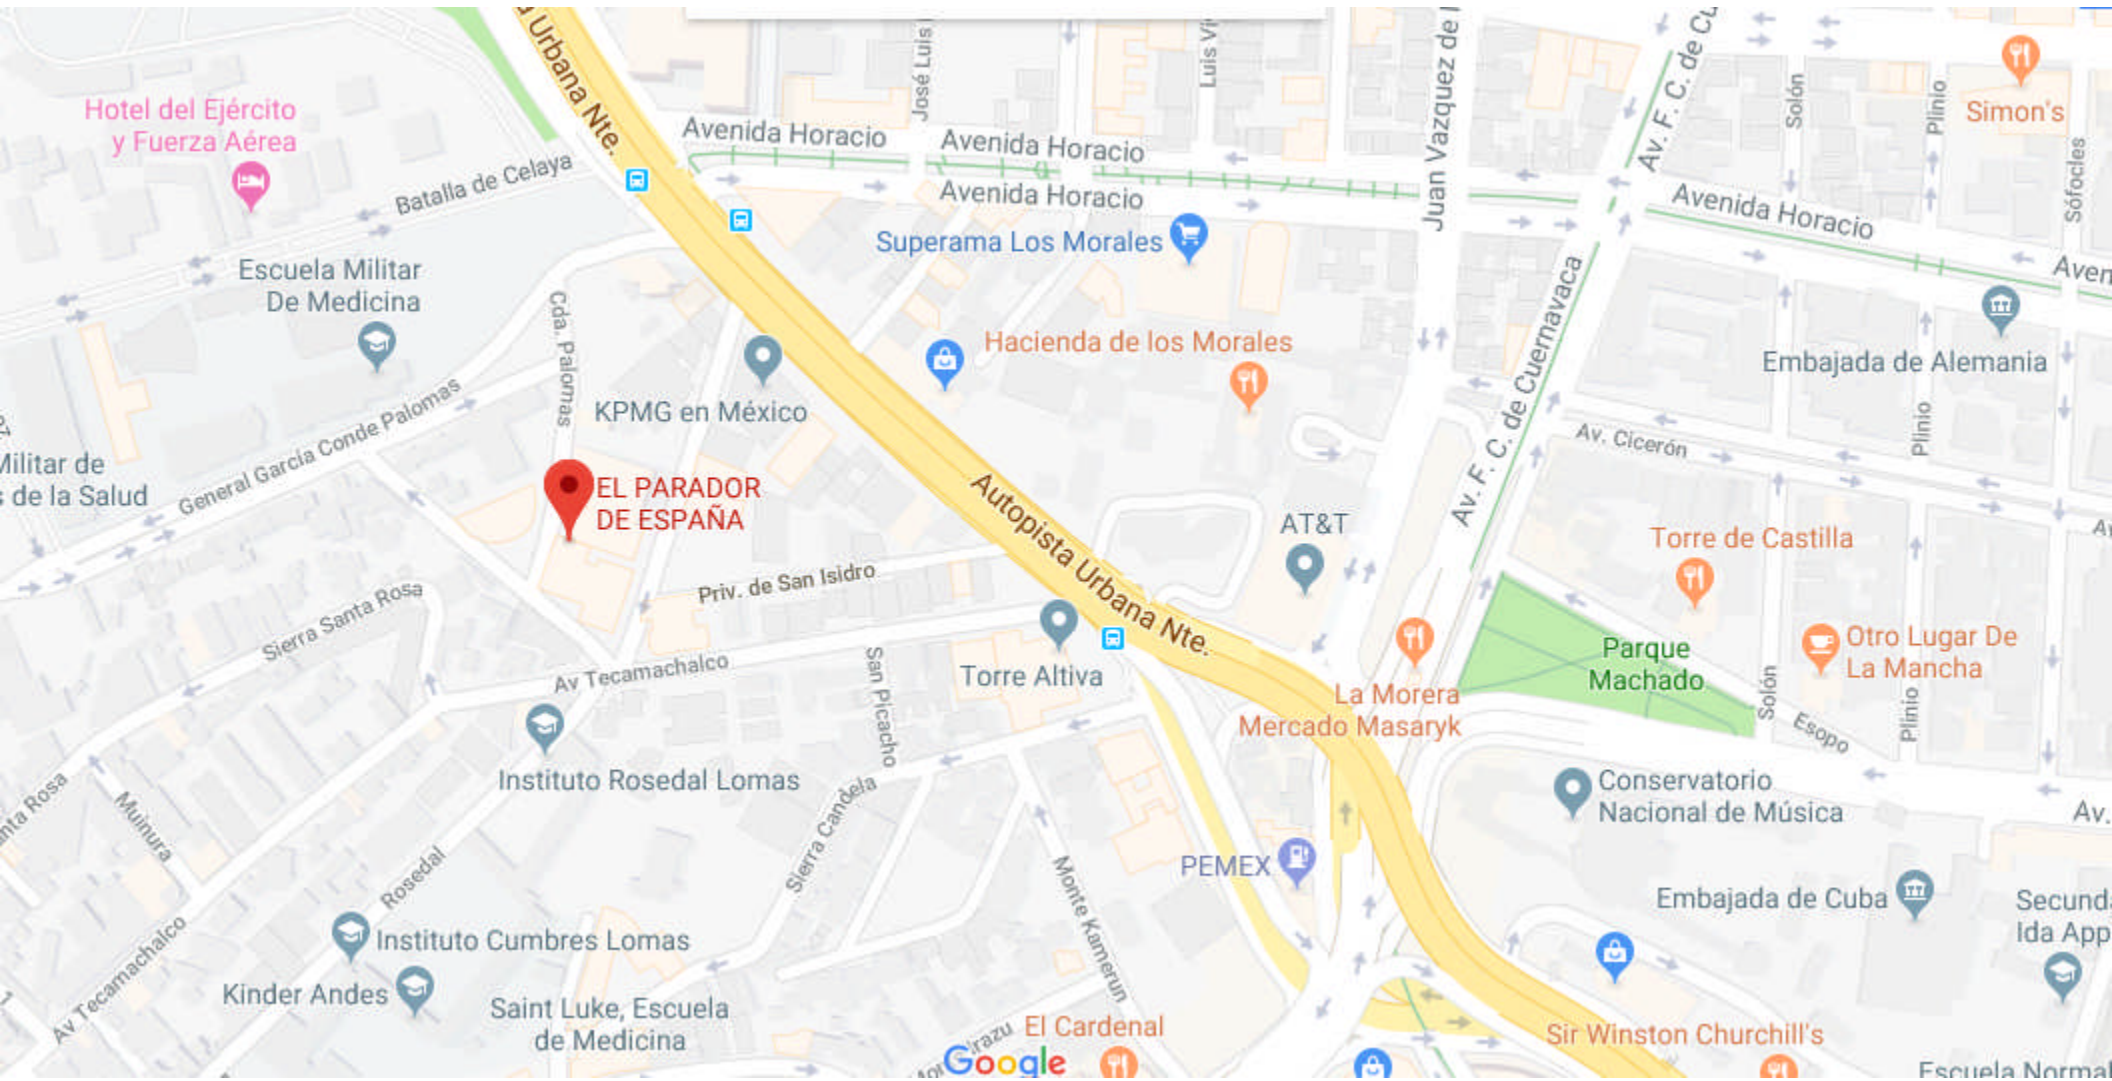 Urbana Nte.
José Luis
Luis Vi
Juan Vazquez de
Av. F. C. de Cu
Solón
Plinio
Simon's
Sófocles
Hotel del Ejército
y Fuerza Aérea
Avenida Horacio
Avenida Horacio
Avenida Horacio
Batalla de Celaya
Avenida Horacio
Superama Los Morales
Aven
Escuela Militar
De Medicina
Cda. Palomas
Hacienda de los Morales
Av. F. C. de Cuernavaca
Embajada de Alemania
KPMG en México
General García Conde Palomas
Av. Cicerón
Plinio
Militar de
s de la Salud
EL PARADOR
DE ESPAÑA
Autopista Urbana Nte.
AT&T
Torre de Castilla
Priv. de San Isidro
Sierra Santa Rosa
Parque
Machado
Otro Lugar De
La Mancha
Av Tecamachalco
San Picacho
Torre Altiva
La Morera
Mercado Masaryk
Solón
Esopo
Plinio
Instituto Rosedal Lomas
Conservatorio
Nacional de Música
Av.
anta Rosa
Muinura
Sierra Candela
PEMEX
Rosedal
Monte Kamerun
Embajada de Cuba
Secund
Ida App
Instituto Cumbres Lomas
Kinder Andes
Av Tecamachalco
Saint Luke, Escuela
de Medicina
El Cardenal
Sir Winston Churchill's
Google
Escuela Normal